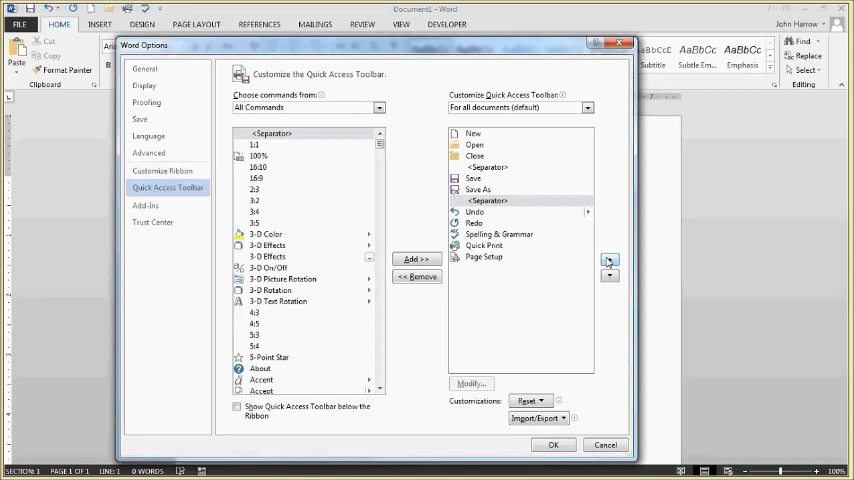 Document1 - Word
FILE HOME INSERT DESIGN PAGE LAYOUT REFERENCES MAILINGS REVIEW VIEW DEVELOPER John Harrow
Paste
Cut
Copy
Format Painter
Clipboard
AaBbCcDc AaBbCcDc AaBbCcDc
Subtle Em... Emphasis
Find
Replace
Select
Editing
Word Options
General
Display
Proofing
Save
Language
Advanced
Customize Ribbon
Quick Access Toolbar
Add-Ins
Trust Center
Customize the Quick Access Toolbar.
Choose commands from:
All Commands
<Separator>
1:1
100%
16:10
16:9
2:3
3:2
3:4
3:5
3-D Color
3-D Effects
3-D Effects
3-D On/Off
3-D Picture Rotation
3-D Rotation
3-D Text Rotation
4:3
4:5
5:3
5:4
5-Point Star
About
Accent
Accept
Show Quick Access Toolbar below the
Ribbon
Add >>
<< Remove
Customize Quick Access Toolbar:
For all documents (default)
New
Open
Close
<Separator>
Save
Save As
<Separator>
Undo
Redo
Spelling & Grammar
Quick Print
Page Setup
Modify...
Customizations: Reset
Import/Export
OK Cancel
SECTION: 1 PAGE 1 OF 1 LINE: 1 0 WORDS 100%